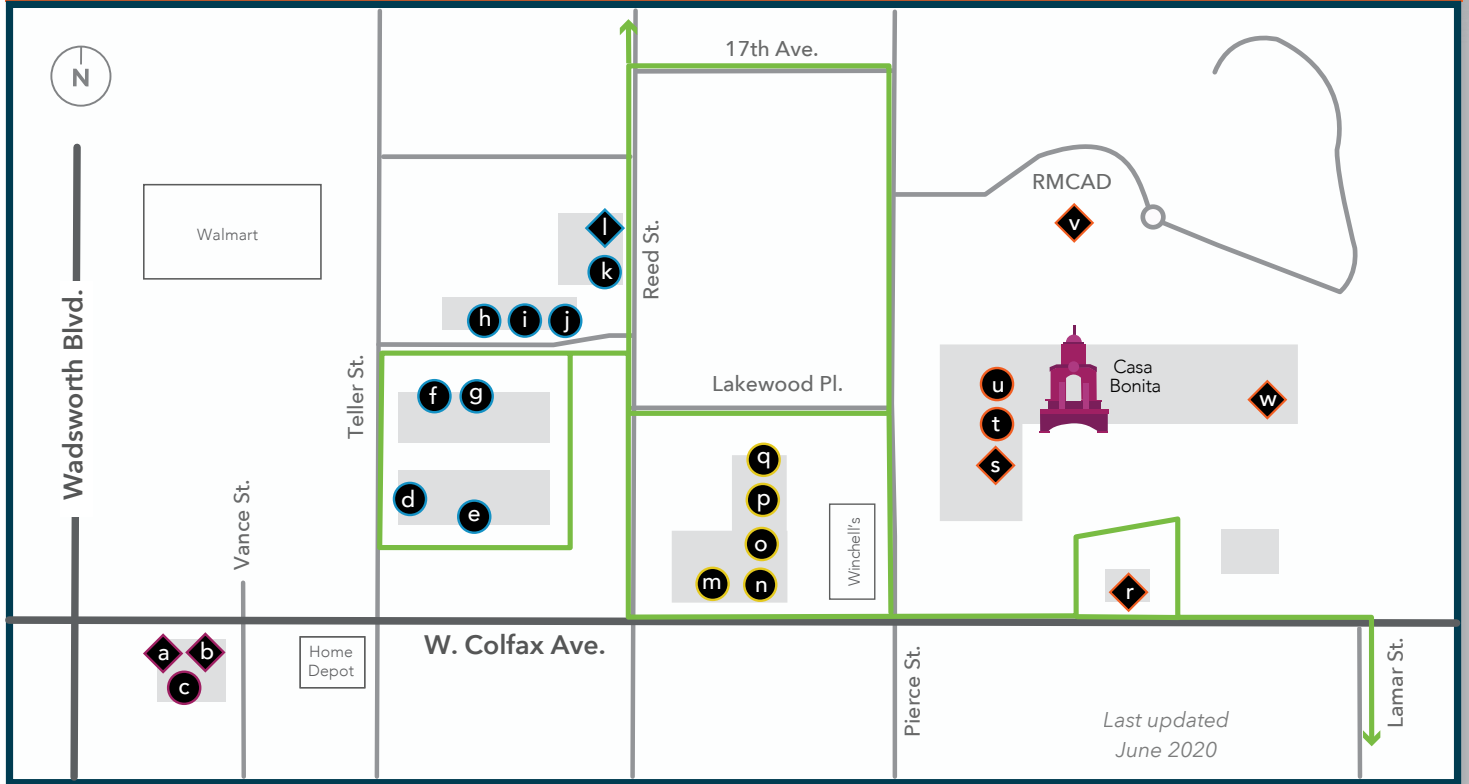 17th Ave.
N
RMCAD
Walmart
l
v
k
Reed St.
Wadsworth Blvd.
h
i
j
Teller St.
Lakewood Pl.
Casa
Bonita
f
g
u
w
t
q
s
d
e
p
Vance St.
o
Winchell's
m
n
r
W. Colfax Ave.
a
b
c
Home
Depot
Pierce St.
Lamar St.
Last updated
June 2020